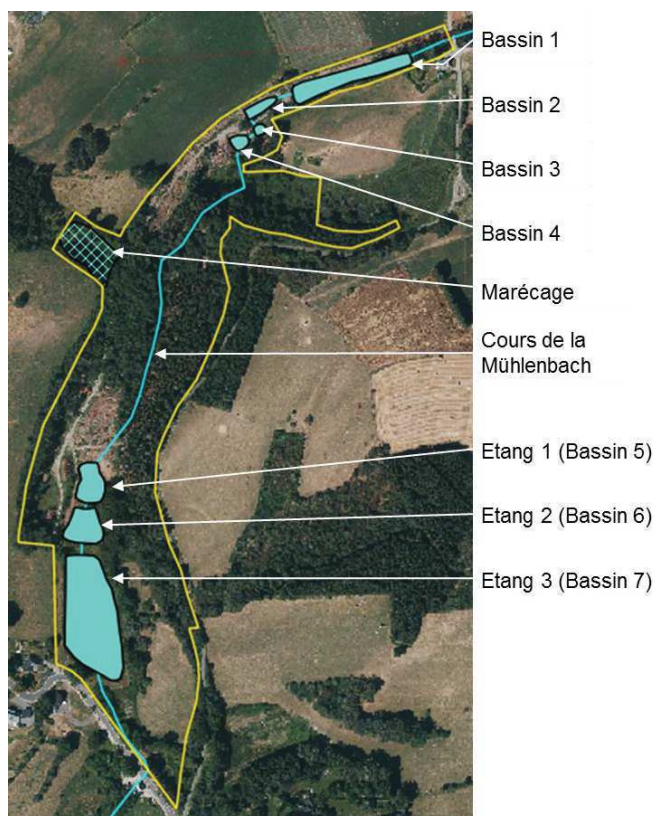 Bassin 1
Bassin 2
Bassin 3
Bassin 4
Marécage
Cours de la
Mühlenbach
Etang 1 (Bassin 5)
Etang 2 (Bassin 6)
Etang 3 (Bassin 7)